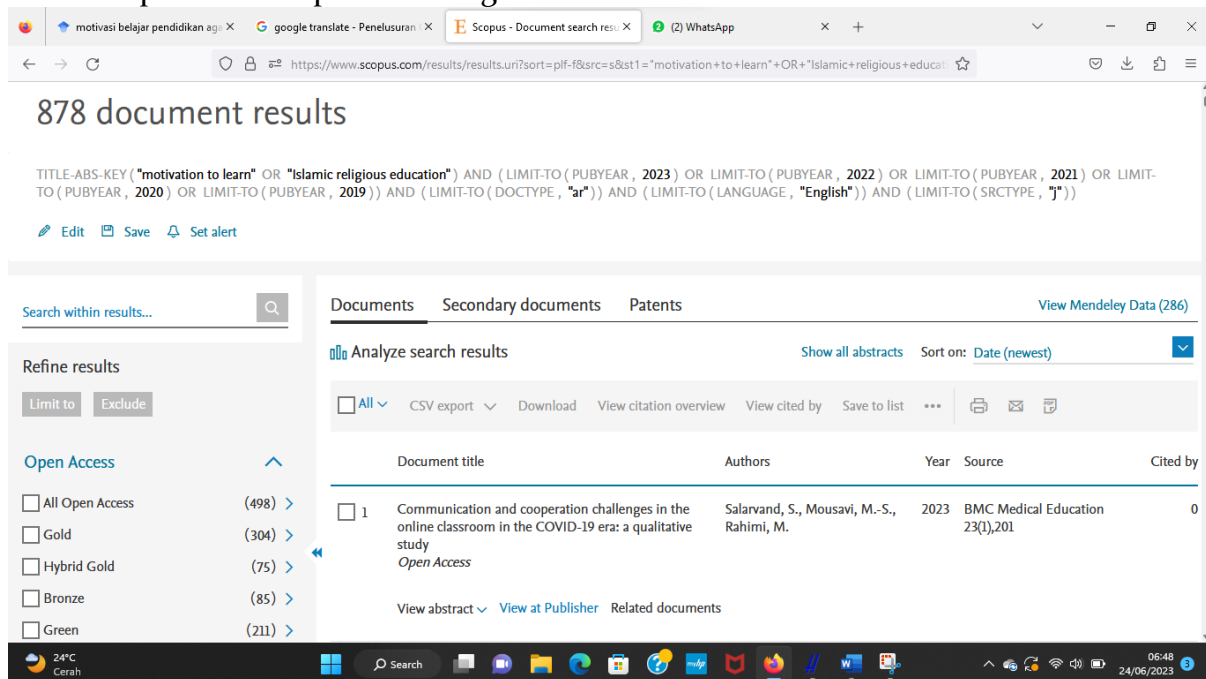 motivasi belajar pendidikan aga
google translate - Penelusuran
Scopus - Document search resu
(2) WhatsApp
https://www.scopus.com/results/results.uri?sort=plf-f&src=s&st1="motivation+to+learn"+OR+"Islamic+religious+educati
878 document results
TITLE-ABS-KEY ( "motivation to learn" OR "Islamic religious education" ) AND ( LIMIT-TO ( PUBYEAR , 2023 ) OR LIMIT-TO ( PUBYEAR , 2022 ) OR LIMIT-TO ( PUBYEAR , 2021 ) OR LIMIT-
TO ( PUBYEAR , 2020 ) OR LIMIT-TO ( PUBYEAR , 2019 ) ) AND ( LIMIT-TO ( DOCTYPE , "ar" ) ) AND ( LIMIT-TO ( LANGUAGE , "English" ) ) AND ( LIMIT-TO ( SRCTYPE , "j" ) )
Edit Save Set alert
Search within results...
Documents Secondary documents Patents View Mendeley Data (286)
Refine results
Limit to Exclude
Analyze search results Show all abstracts Sort on: Date (newest)
All CSV export Download View citation overview View cited by Save to list ...
Open Access
All Open Access (498)
Gold (304)
Hybrid Gold (75)
Bronze (85)
Green (211)
Document title Authors Year Source Cited by
1 Communication and cooperation challenges in the Salarvand, S., Mousavi, M.-S., 2023 BMC Medical Education 0
online classroom in the COVID-19 era: a qualitative Rahimi, M. 23(1),201
study
Open Access
View abstract View at Publisher Related documents
24°C
Cerah
Search
06:48
24/06/2023
3